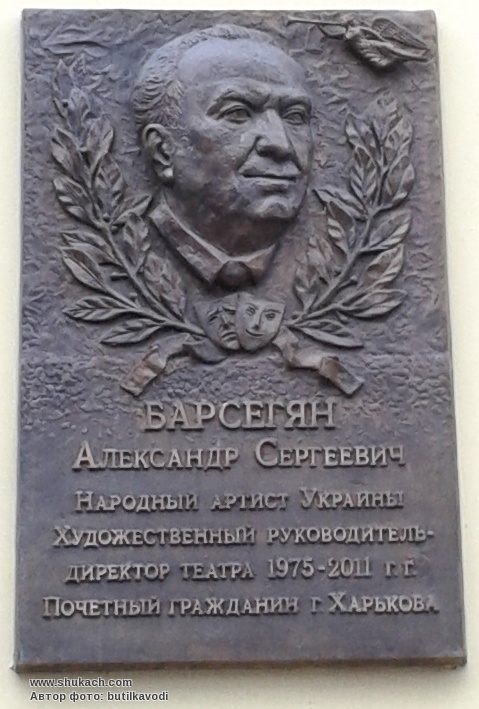 БАРСЕГЯН
АЛЕКСАНДР СЕРГЕЕВИЧ
НАРОДНЫЙ АРТИСТ УКРАИНЫ
ХУДОЖЕСТВЕННЫЙ РУКОВОДИТЕЛЬ-
ДИРЕКТОР ТЕАТРА 1975-2011 Г.Г.
ПОЧЕТНЫЙ ГРАЖДАНИН Г. ХАРЬКОВА
www.shukach.com
Автор фото: butilkavodi